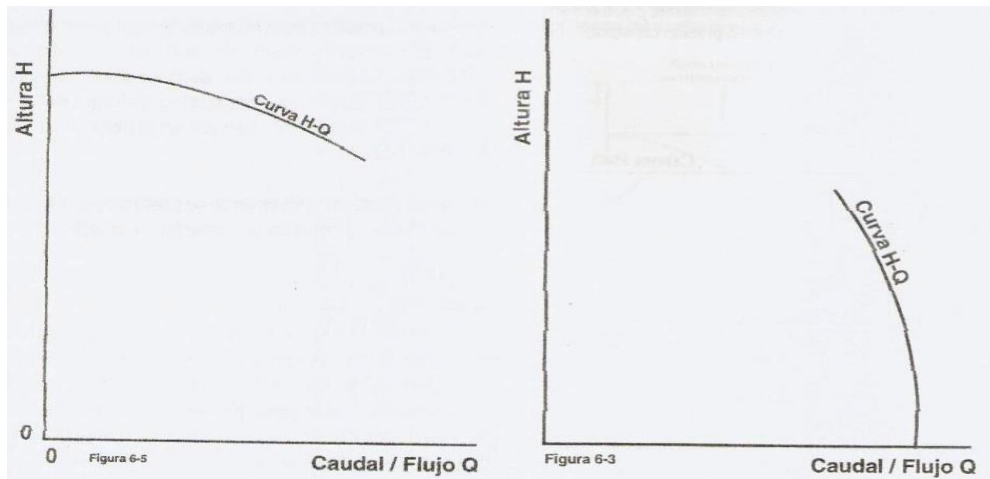 Altura H
Curva H-Q
0
0
Figura 6-5
Caudal / Flujo Q
Altura H
Curva H-Q
Figura 6-3
Caudal / Flujo Q